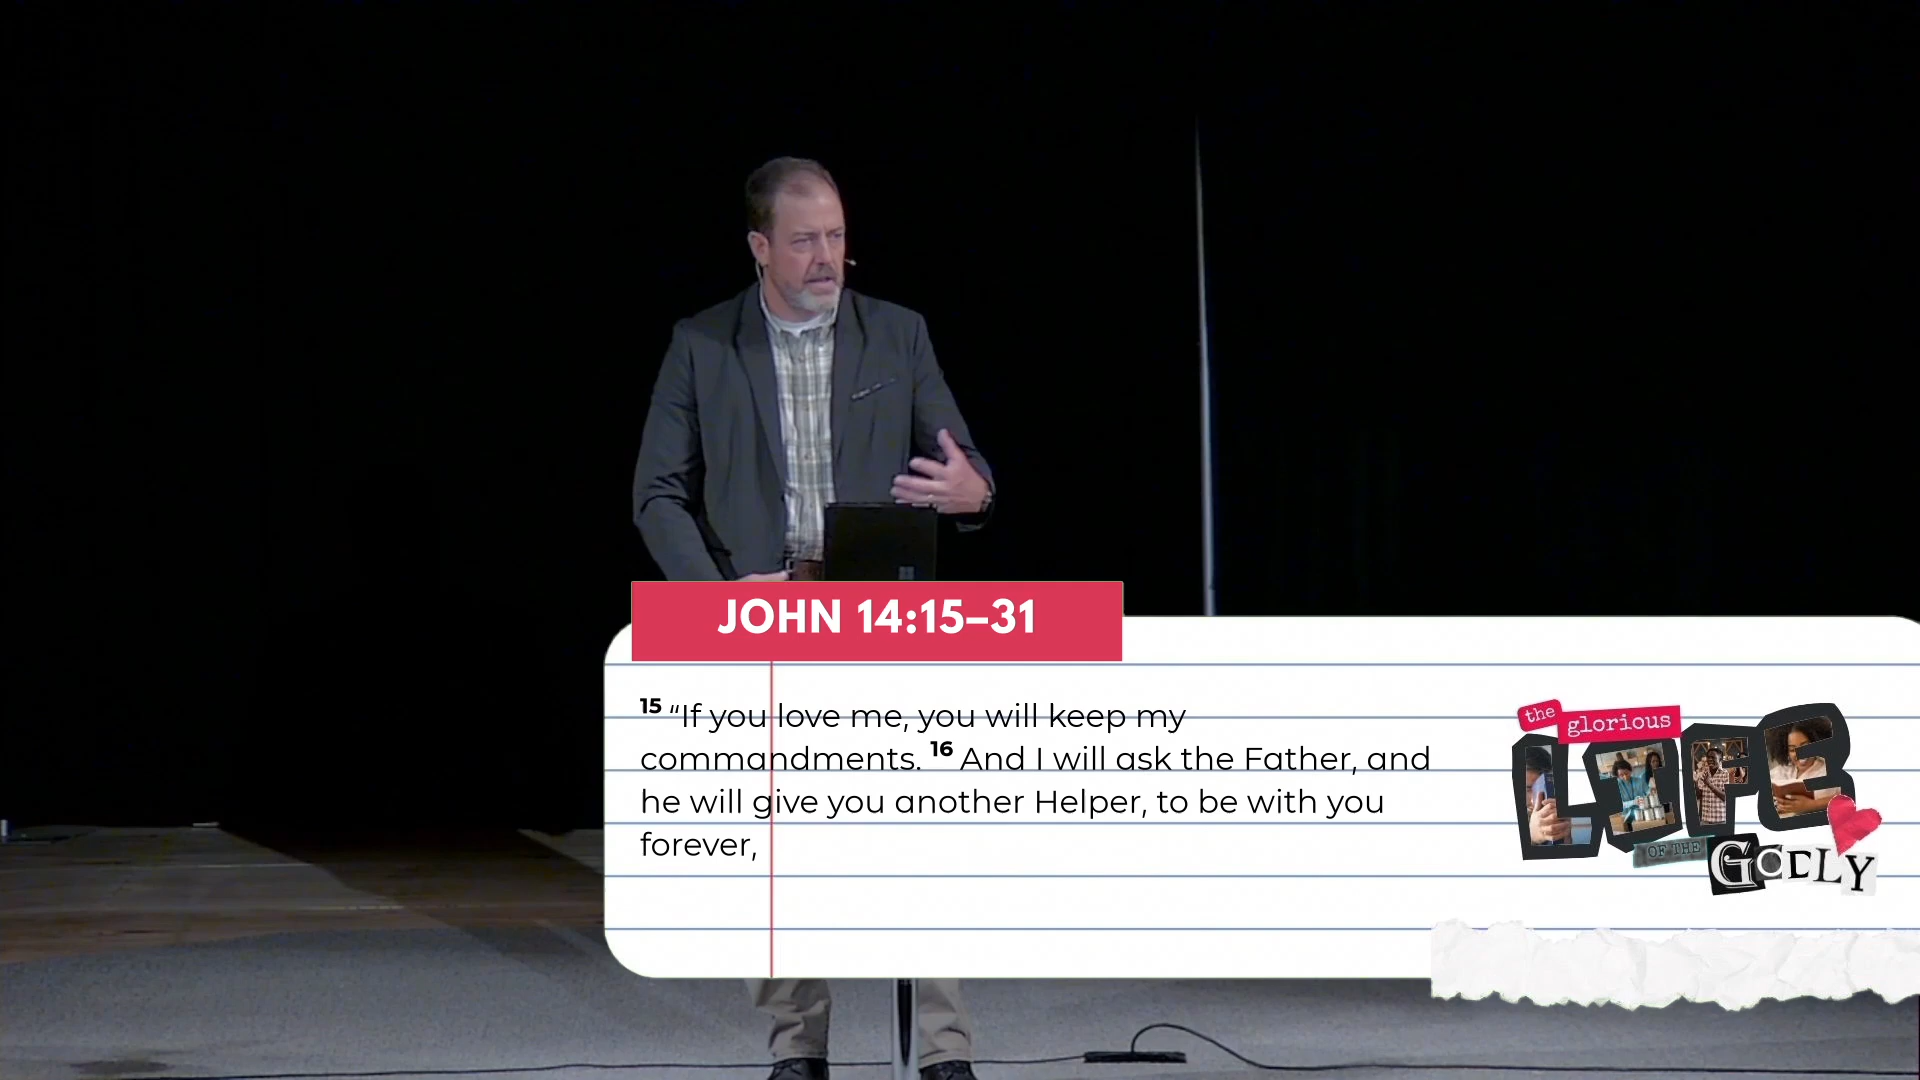 JOHN 14:15–31
15 “If you love me, you will keep my
commandments. 16 And I will ask the Father, and
he will give you another Helper, to be with you
forever,
the glorious
LIFE
OF THE
GODLY